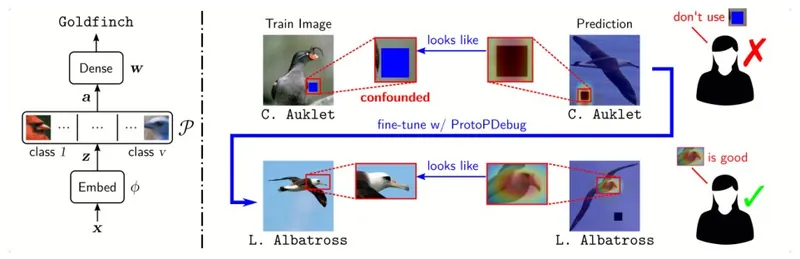 Goldfinch
Dense w
a
... ... ... 𝒫
class 1 z class v
Embed ϕ
x
Train Image
Prediction
looks like
confounded
C. Auklet
C. Auklet
don't use
fine-tune w/ ProtoPDebug
looks like
L. Albatross
L. Albatross
is good